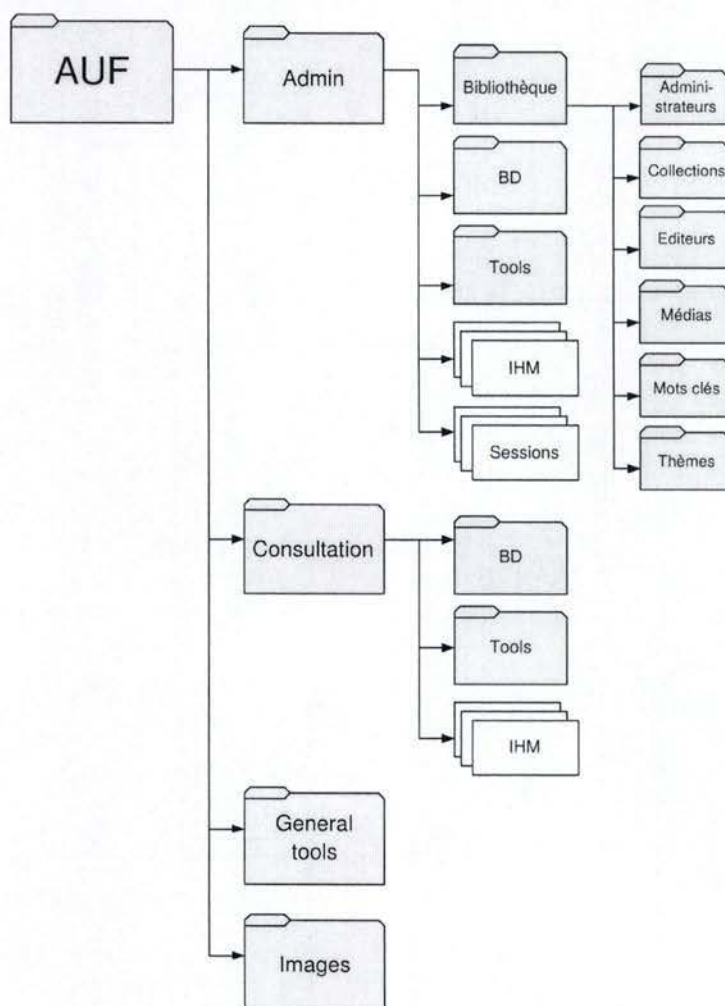 AUF
Admin
Bibliothèque
Admini-
strateurs
Collections
BD
Editeurs
Tools
Médias
IHM
Mots clés
Sessions
Thèmes
Consultation
BD
Tools
IHM
General
tools
Images